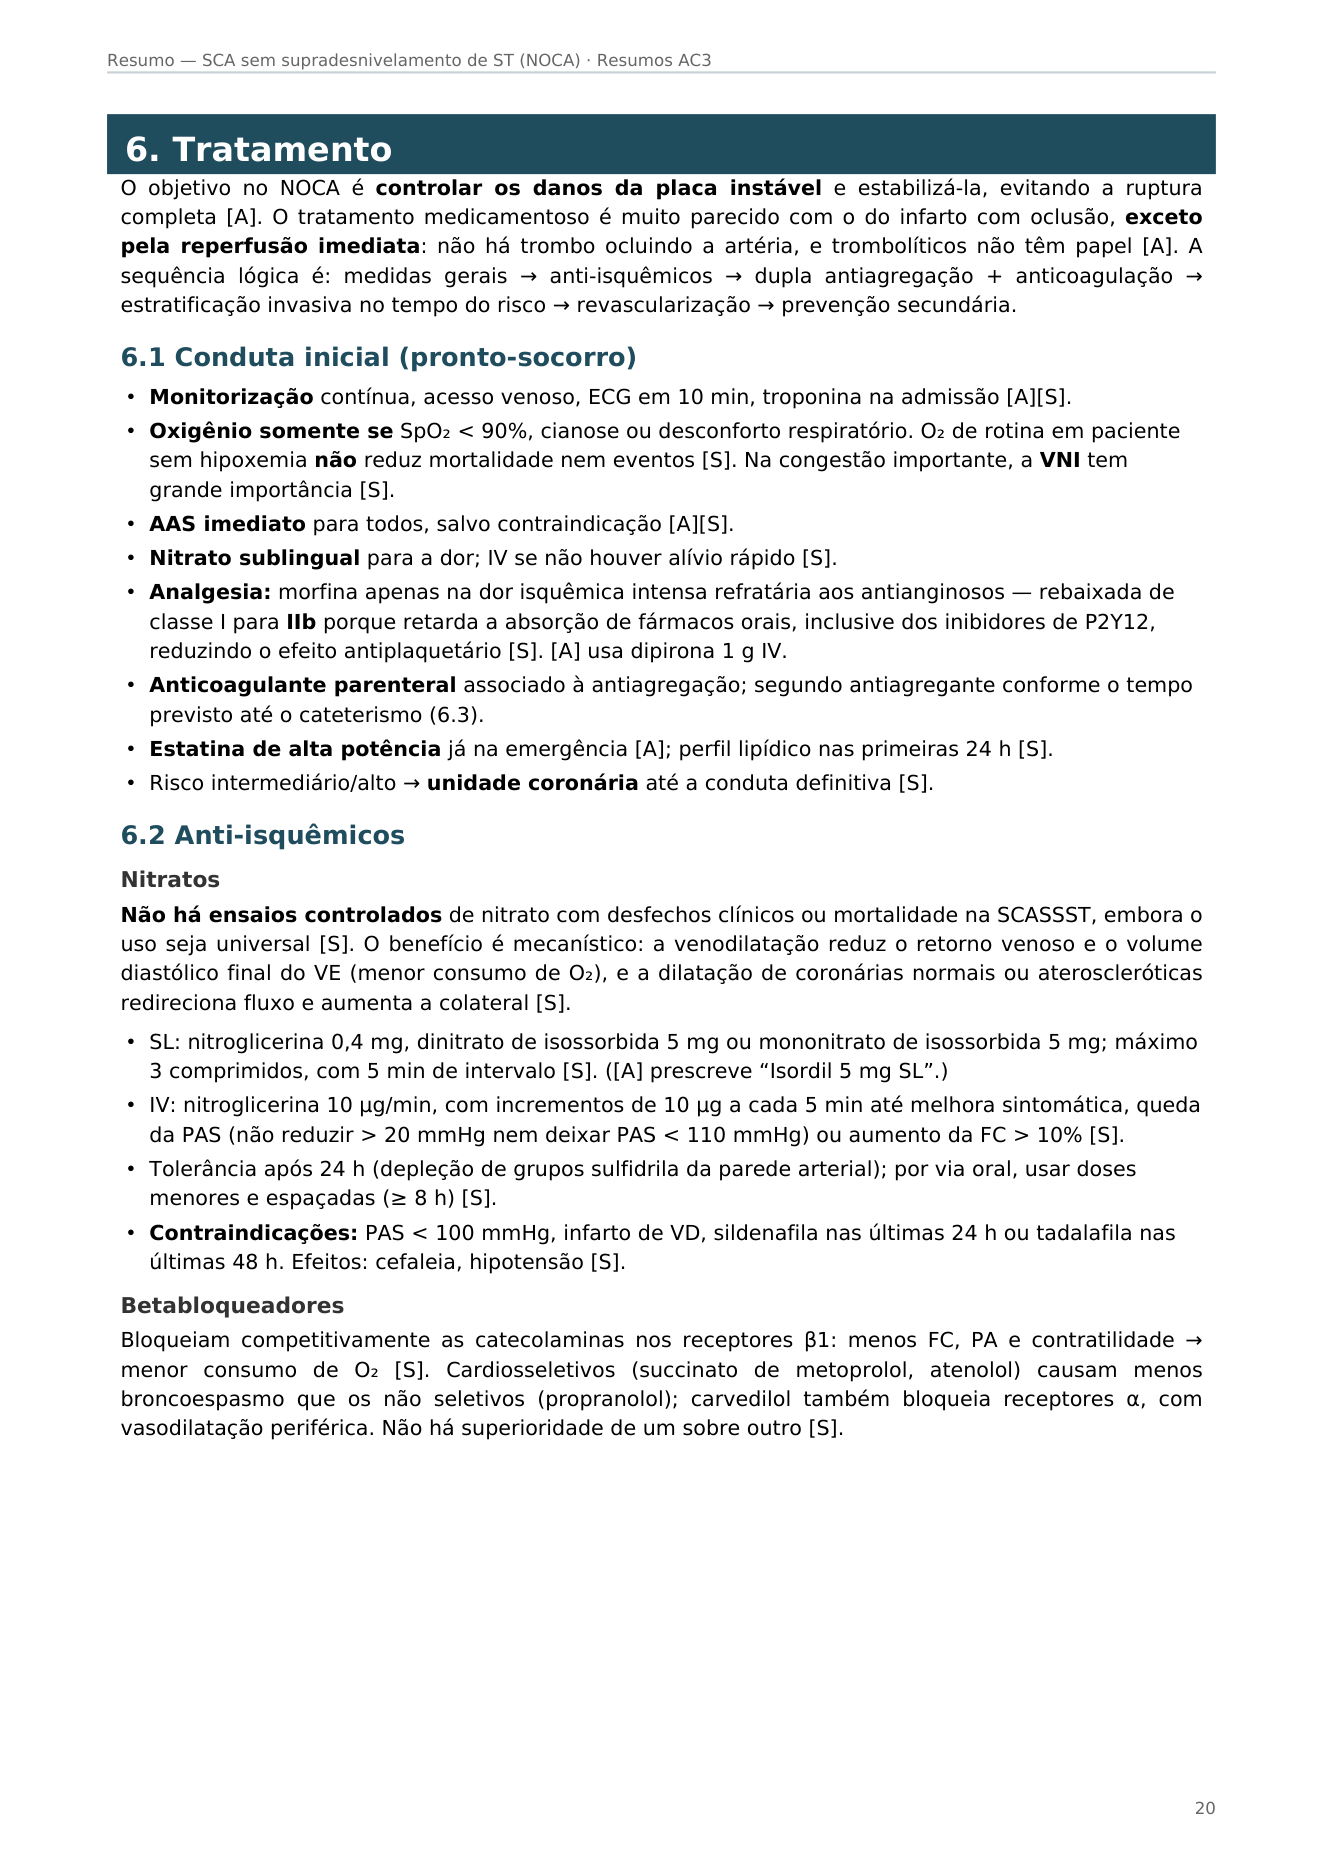 Resumo — SCA sem supradesnivelamento de ST (NOCA) · Resumos AC3
6. Tratamento
O objetivo no NOCA é controlar os danos da placa instável e estabilizá-la, evitando a ruptura
completa [A]. O tratamento medicamentoso é muito parecido com o do infarto com oclusão, exceto
pela reperfusão imediata: não há trombo ocluindo a artéria, e trombolíticos não têm papel [A]. A
sequência lógica é: medidas gerais → anti-isquêmicos → dupla antiagregação + anticoagulação →
estratificação invasiva no tempo do risco → revascularização → prevenção secundária.
6.1 Conduta inicial (pronto-socorro)
• Monitorização contínua, acesso venoso, ECG em 10 min, troponina na admissão [A][S].
• Oxigênio somente se SpO₂ < 90%, cianose ou desconforto respiratório. O₂ de rotina em paciente
sem hipoxemia não reduz mortalidade nem eventos [S]. Na congestão importante, a VNI tem
grande importância [S].
• AAS imediato para todos, salvo contraindicação [A][S].
• Nitrato sublingual para a dor; IV se não houver alívio rápido [S].
• Analgesia: morfina apenas na dor isquêmica intensa refratária aos antianginosos — rebaixada de
classe I para IIb porque retarda a absorção de fármacos orais, inclusive dos inibidores de P2Y12,
reduzindo o efeito antiplaquetário [S]. [A] usa dipirona 1 g IV.
• Anticoagulante parenteral associado à antiagregação; segundo antiagregante conforme o tempo
previsto até o cateterismo (6.3).
• Estatina de alta potência já na emergência [A]; perfil lipídico nas primeiras 24 h [S].
• Risco intermediário/alto → unidade coronária até a conduta definitiva [S].
6.2 Anti-isquêmicos
Nitratos
Não há ensaios controlados de nitrato com desfechos clínicos ou mortalidade na SCASSST, embora o
uso seja universal [S]. O benefício é mecanístico: a venodilatação reduz o retorno venoso e o volume
diastólico final do VE (menor consumo de O₂), e a dilatação de coronárias normais ou ateroscleróticas
redireciona fluxo e aumenta a colateral [S].
• SL: nitroglicerina 0,4 mg, dinitrato de isossorbida 5 mg ou mononitrato de isossorbida 5 mg; máximo
3 comprimidos, com 5 min de intervalo [S]. ([A] prescreve “Isordil 5 mg SL”.)
• IV: nitroglicerina 10 µg/min, com incrementos de 10 µg a cada 5 min até melhora sintomática, queda
da PAS (não reduzir > 20 mmHg nem deixar PAS < 110 mmHg) ou aumento da FC > 10% [S].
• Tolerância após 24 h (depleção de grupos sulfidrila da parede arterial); por via oral, usar doses
menores e espaçadas (≥ 8 h) [S].
• Contraindicações: PAS < 100 mmHg, infarto de VD, sildenafila nas últimas 24 h ou tadalafila nas
últimas 48 h. Efeitos: cefaleia, hipotensão [S].
Betabloqueadores
Bloqueiam competitivamente as catecolaminas nos receptores β1: menos FC, PA e contratilidade →
menor consumo de O₂ [S]. Cardiosseletivos (succinato de metoprolol, atenolol) causam menos
broncoespasmo que os não seletivos (propranolol); carvedilol também bloqueia receptores α, com
vasodilatação periférica. Não há superioridade de um sobre outro [S].
20